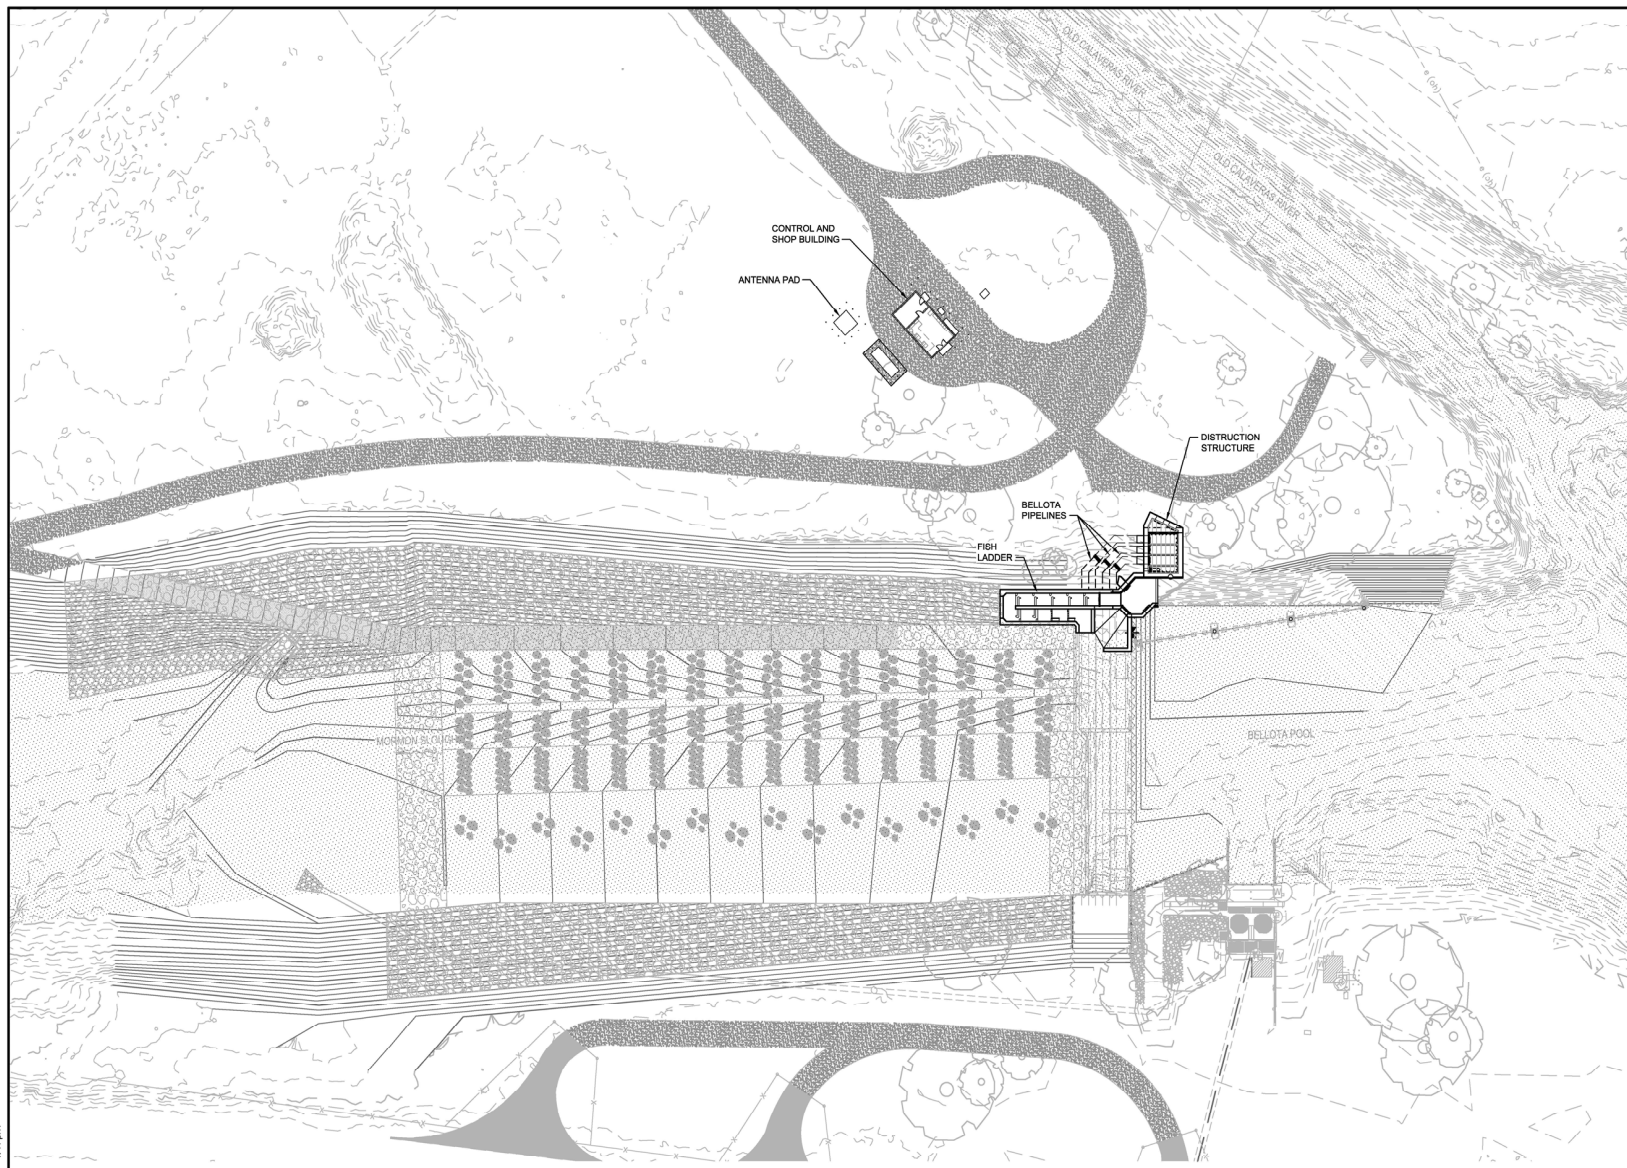 OLD CALAVERAS RIVER
OLD CALAVERAS RIVER
CONTROL AND
SHOP BUILDING
ANTENNA PAD
DISTRUCTION
STRUCTURE
BELLOTA
PIPELINES
FISH
LADDER
MORMON SLOUGH
BELLOTA POOL